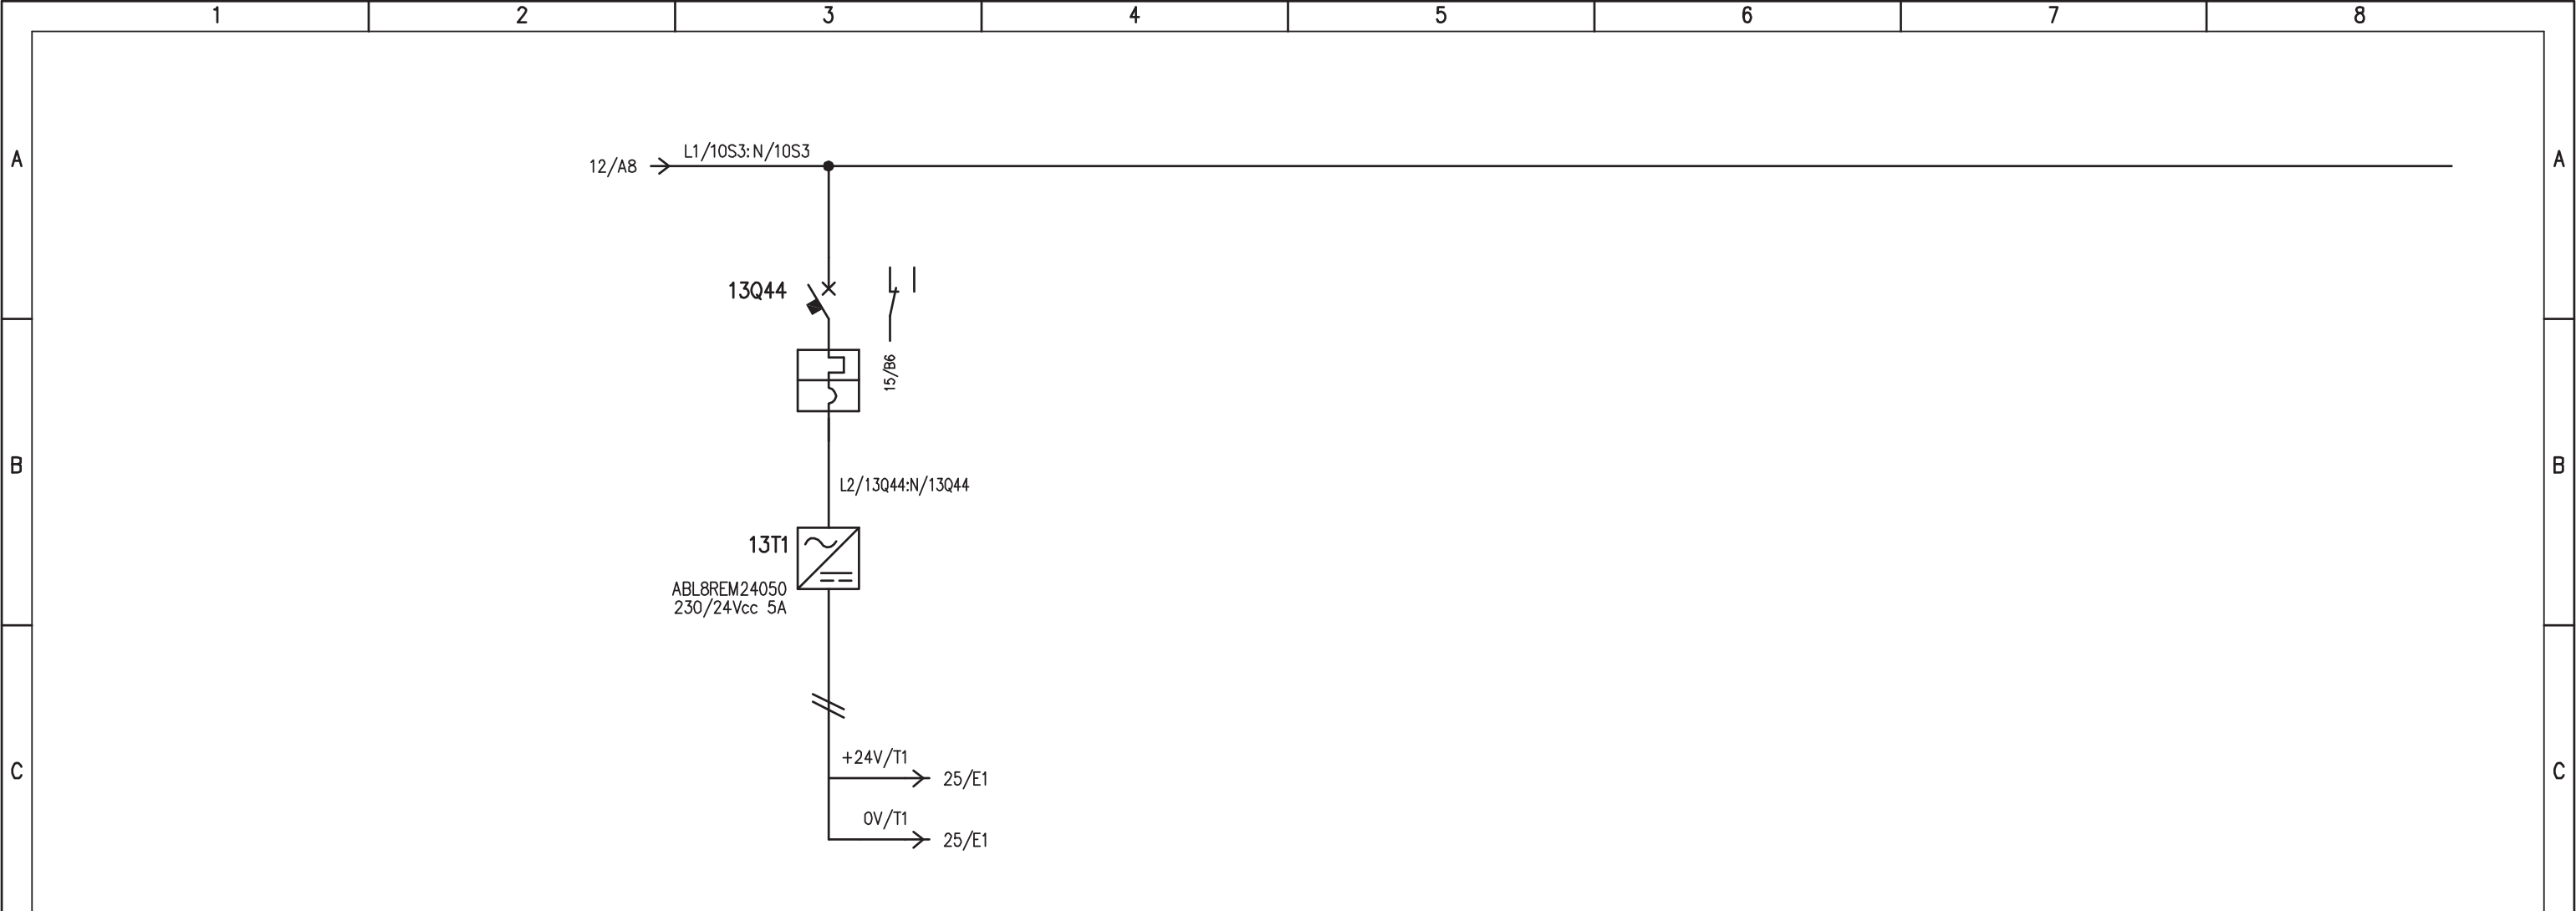 1 2 3 4 5 6 7 8
A A
12/A8 L1/10S3:N/10S3
13Q44
15/B6
B B
L2/13Q44:N/13Q44
13T1
ABL8REM24050
230/24Vcc 5A
C C
+24V/T1
25/E1
0V/T1
25/E1